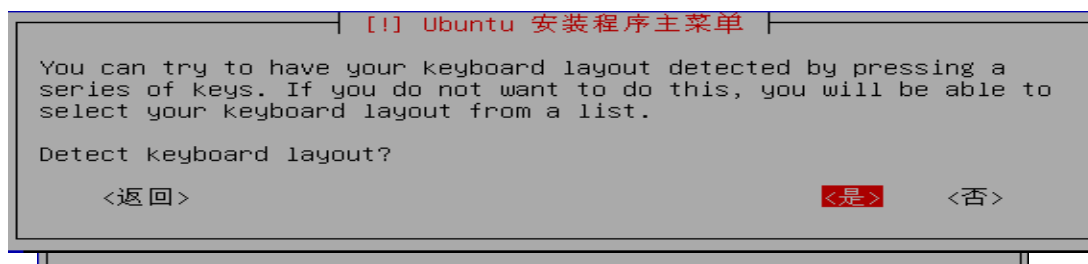 [!] Ubuntu 安装程序主菜单
You can try to have your keyboard layout detected by pressing a
series of keys. If you do not want to do this, you will be able to
select your keyboard layout from a list.
Detect keyboard layout?
<返回> <是> <否>